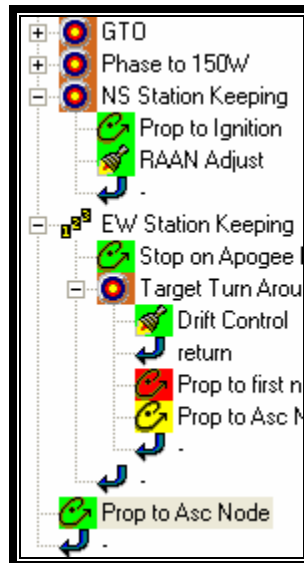 GTO
Phase to 150W
NS Station Keeping
Prop to Ignition
RAAN Adjust
-
123 EW Station Keeping
Stop on Apogee
Target Turn Arou
Drift Control
return
Prop to first n
Prop to Asc N
-
-
Prop to Asc Node
-